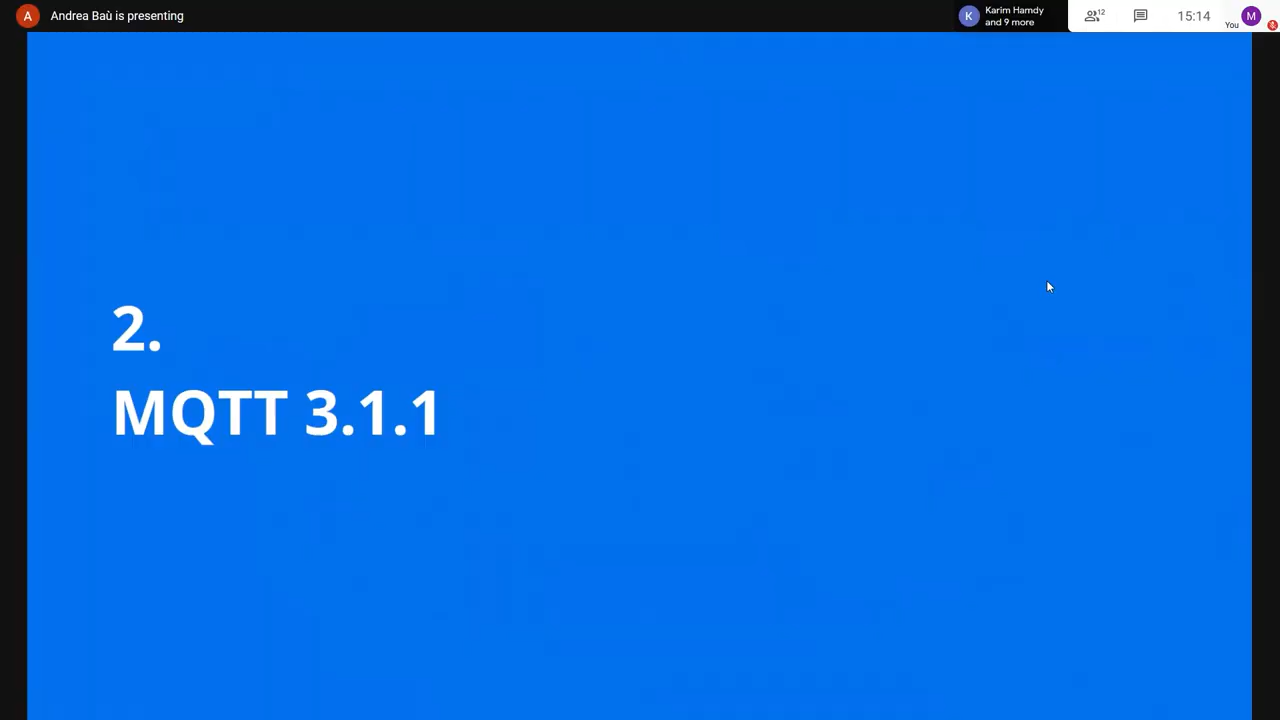 A Andrea Baù is presenting
K Karim Hamdy
and 9 more
12
15:14
You
M
2.
MQTT 3.1.1